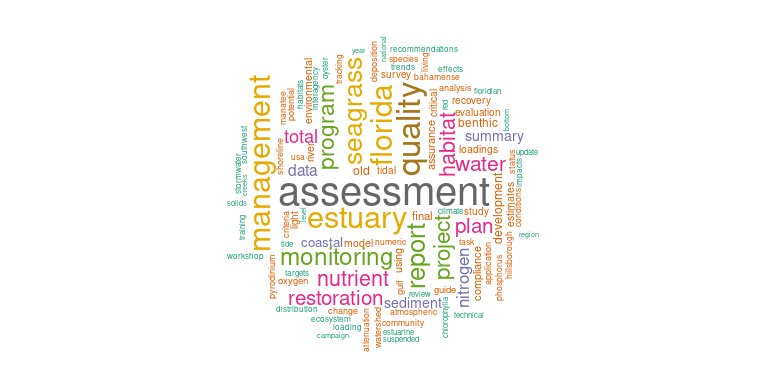 year
national
recommendations
species
trends
living
effects
deposition
survey
bahamense
tracking
oyster
interagency
habitats
environmental
potential
manatee
seagrass
florida
quality
program
management
critical
analysis
floridian
recovery
red
evaluation
bottom
benthic
summary
assurance
habitat
loadings
total
river
shoreline
usa
southwest
stormwater
creeks
data
old
tidal
water
status
update
impacts
solids
assessment
development
estimates
conditions
training
criteria
light
level
estuary
final
climate
study
plan
region
tide
coastal
model
numeric
report
project
task
workshop
monitoring
using
gulf
nitrogen
compliance
application
phosphorus
hillsborough
pyrodinium
targets
oxygen
nutrient
restoration
review
guide
sediment
distribution
change
atmospheric
chlorophylla
technical
ecosystem
loading
attenuation
watershed
community
estuarine
suspended
campaign